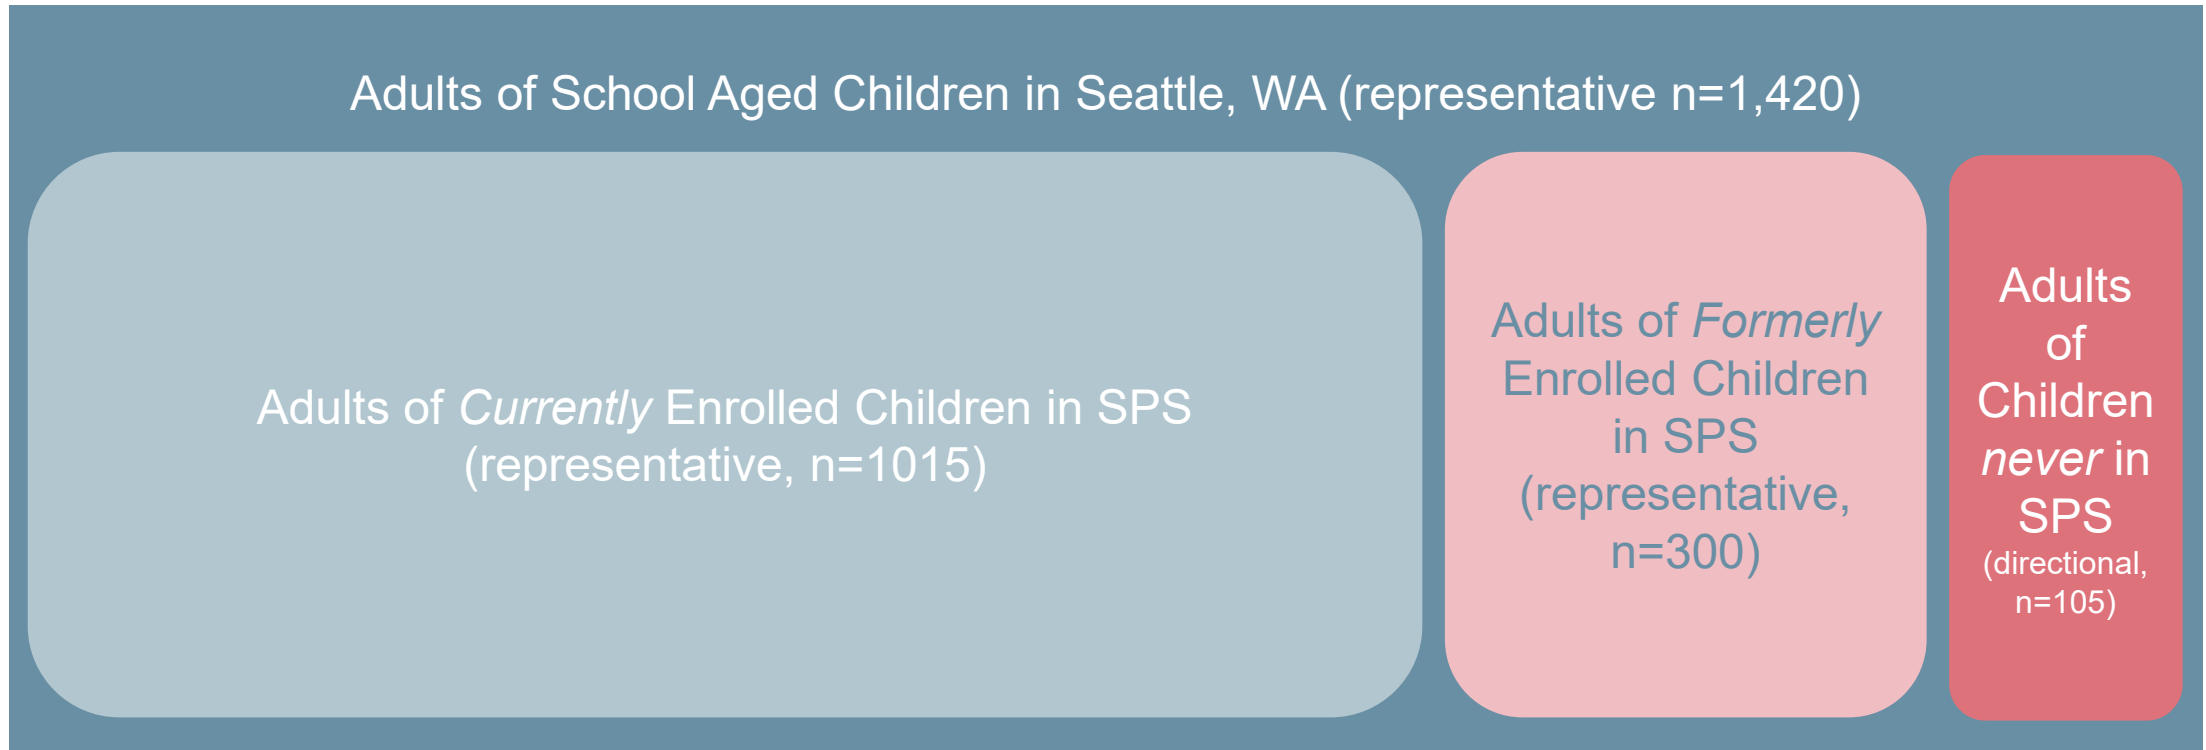 Adults of School Aged Children in Seattle, WA (representative n=1,420)
Adults of Currently Enrolled Children in SPS
(representative, n=1015)
Adults of Formerly
Enrolled Children
in SPS
(representative,
n=300)
Adults
of
Children
never in
SPS
(directional,
n=105)